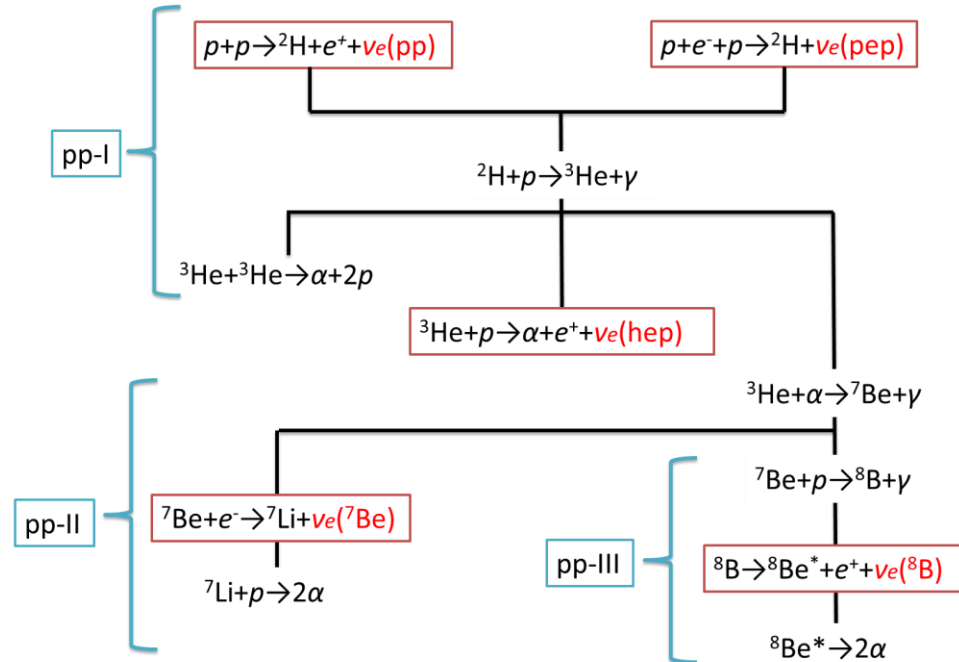 p+p→²H+e⁺+νe(pp)
p+e⁻+p→²H+νe(pep)
pp-I
²H+p→³He+γ
³He+³He→α+2p
³He+p→α+e⁺+νe(hep)
³He+α→⁷Be+γ
⁷Be+p→⁸B+γ
pp-II
⁷Be+e⁻→⁷Li+νe(⁷Be)
pp-III
⁸B→⁸Be*+e⁺+νe(⁸B)
⁷Li+p→2α
⁸Be*→2α